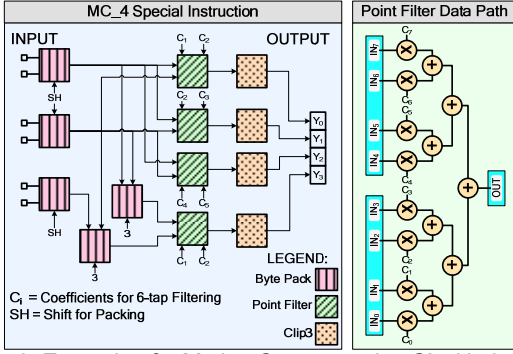 MC_4 Special Instruction
INPUT
OUTPUT
C₁ C₂
SH
C₂ C₃
Y₀
Y₁
Y₂
Y₃
C₄ C₅
SH
3
C₁ C₂
3
LEGEND:
Byte Pack
Point Filter
Clip3
Cᵢ = Coefficients for 6-tap Filtering
SH = Shift for Packing
Point Filter Data Path
C₇
IN₇
IN₆
C₆
C₅
IN₅
IN₄
C₄
C₃
IN₃
IN₂
C₂
C₁
IN₁
IN₀
C₀
OUT